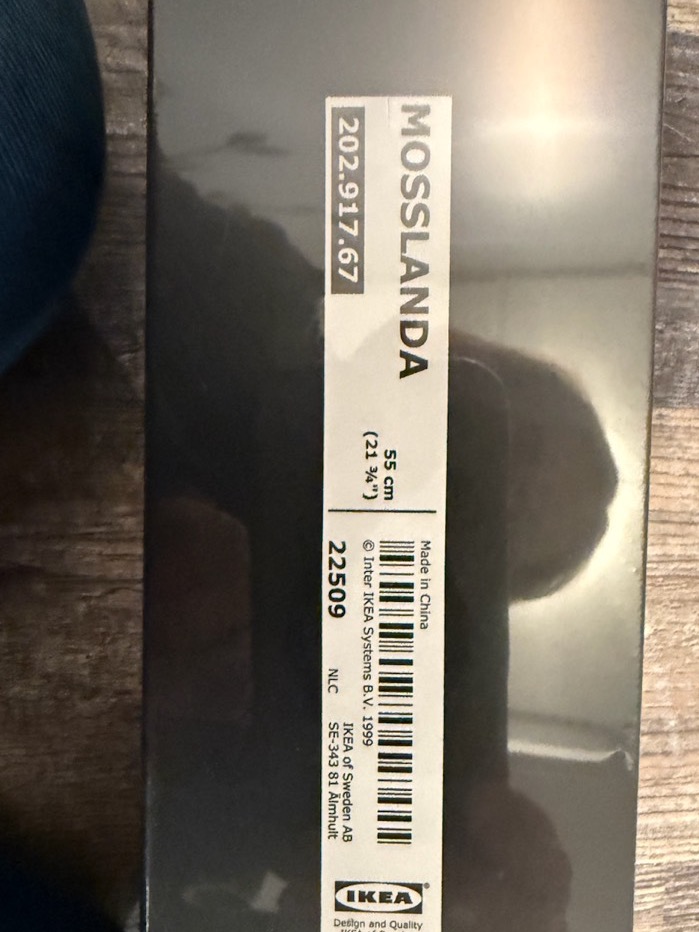 MOSSLANDA
202.917.67
55 cm
(21 ¾")
Made in China
© Inter IKEA Systems B.V. 1999
22509
NLC
IKEA of Sweden AB
SE-343 81 Älmhult
IKEA®
Design and Quality